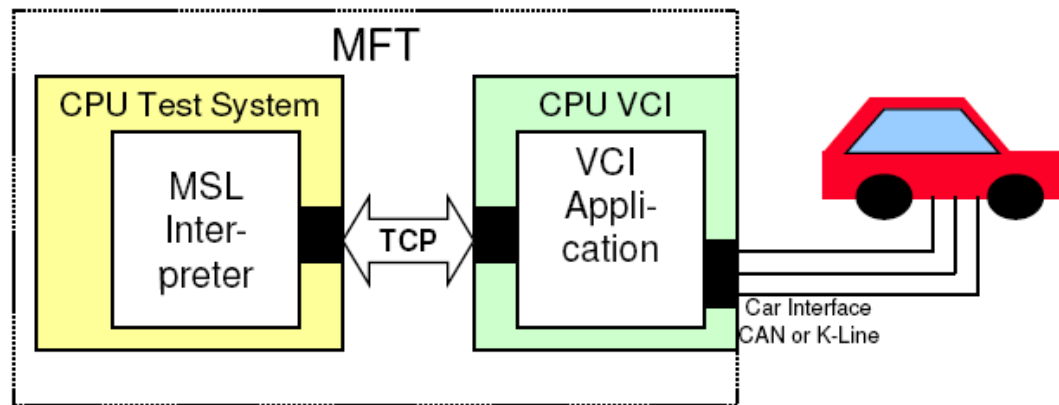 MFT
CPU Test System
MSL
Inter-
preter
TCP
CPU VCI
VCI
Appli-
cation
Car Interface
CAN or K-Line